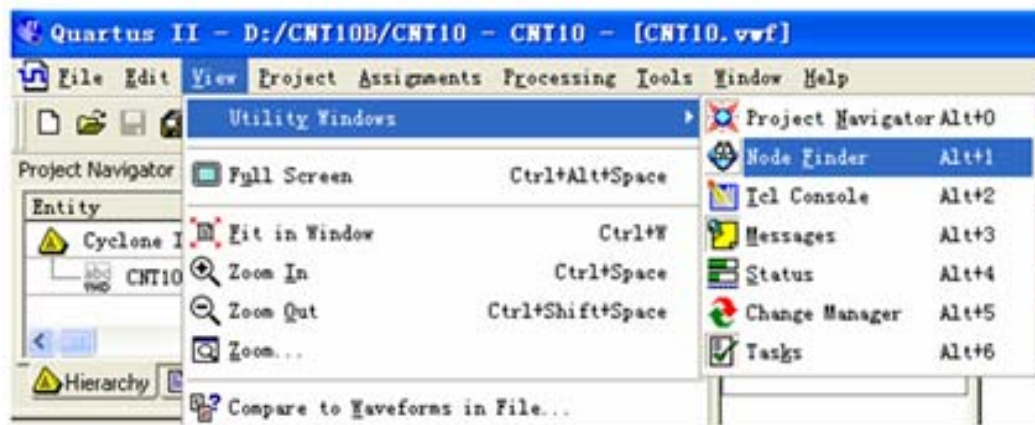 Quartus II - D:/CNT10B/CNT10 - CNT10 - [CNT10.vwf]
File Edit View Project Assignments Processing Tools Window Help
Utility Windows
Project Navigator Alt+0
Node Finder Alt+1
Tcl Console Alt+2
Messages Alt+3
Status Alt+4
Change Manager Alt+5
Tasks Alt+6
Project Navigator
Full Screen Ctrl+Alt+Space
Entity
Cyclone I
Fit in Window Ctrl+W
abc
VHD
CNT10
Zoom In Ctrl+Space
Zoom Out Ctrl+Shift+Space
Zoom...
Hierarchy
Compare to Waveforms in File...